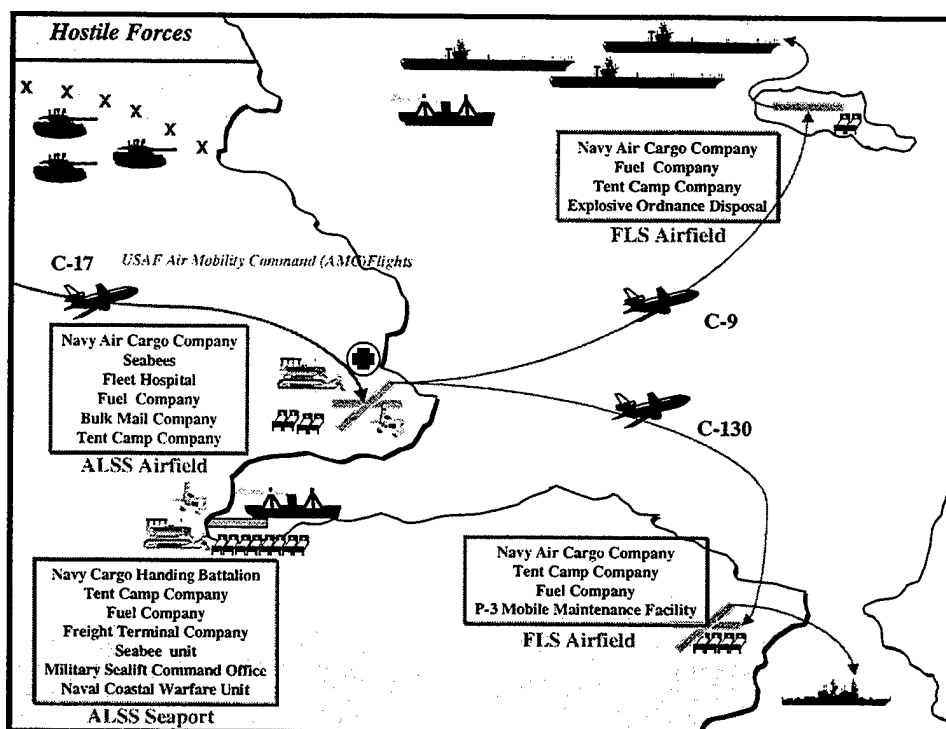 Hostile Forces
X X X X X
Navy Air Cargo Company
Fuel Company
Tent Camp Company
Explosive Ordnance Disposal
FLS Airfield
C-17
USAF Air Mobility Command (AMC)Flights
C-9
Navy Air Cargo Company
Seabees
Fleet Hospital
Fuel Company
Bulk Mail Company
Tent Camp Company
ALSS Airfield
C-130
Navy Cargo Handing Battalion
Tent Camp Company
Fuel Company
Freight Terminal Company
Seabee unit
Military Sealift Command Office
Naval Coastal Warfare Unit
ALSS Seaport
Navy Air Cargo Company
Tent Camp Company
Fuel Company
P-3 Mobile Maintenance Facility
FLS Airfield